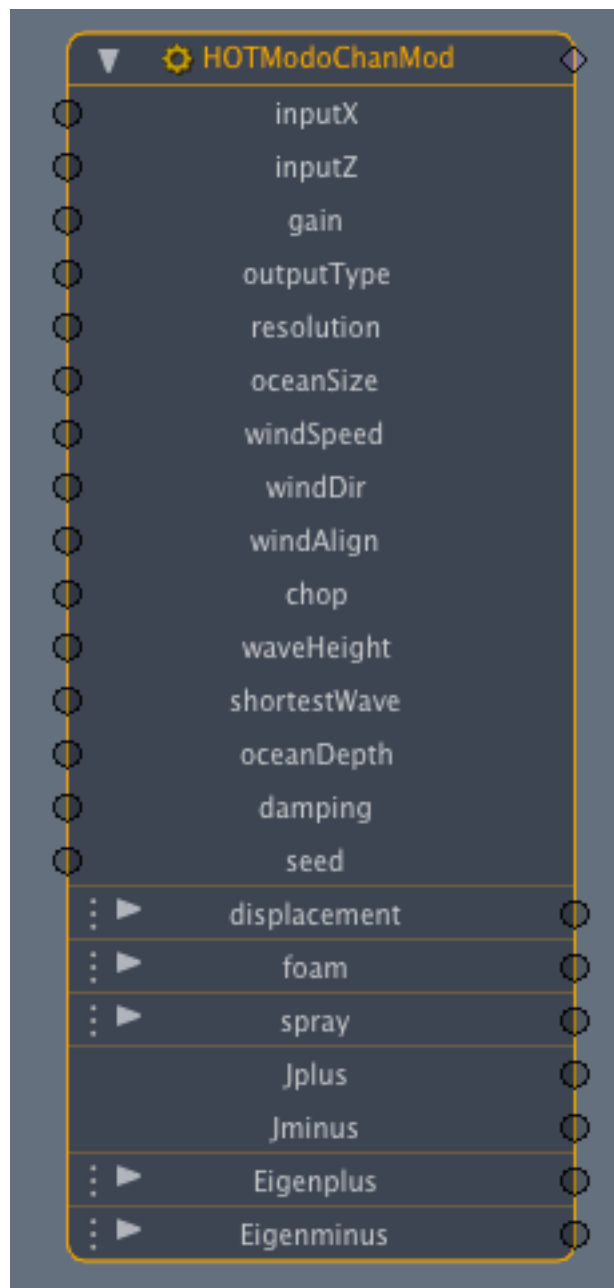 HOTModoChanMod
inputX
inputZ
gain
outputType
resolution
oceanSize
windSpeed
windDir
windAlign
chop
waveHeight
shortestWave
oceanDepth
damping
seed
displacement
foam
spray
Jplus
Jminus
Eigenplus
Eigenminus